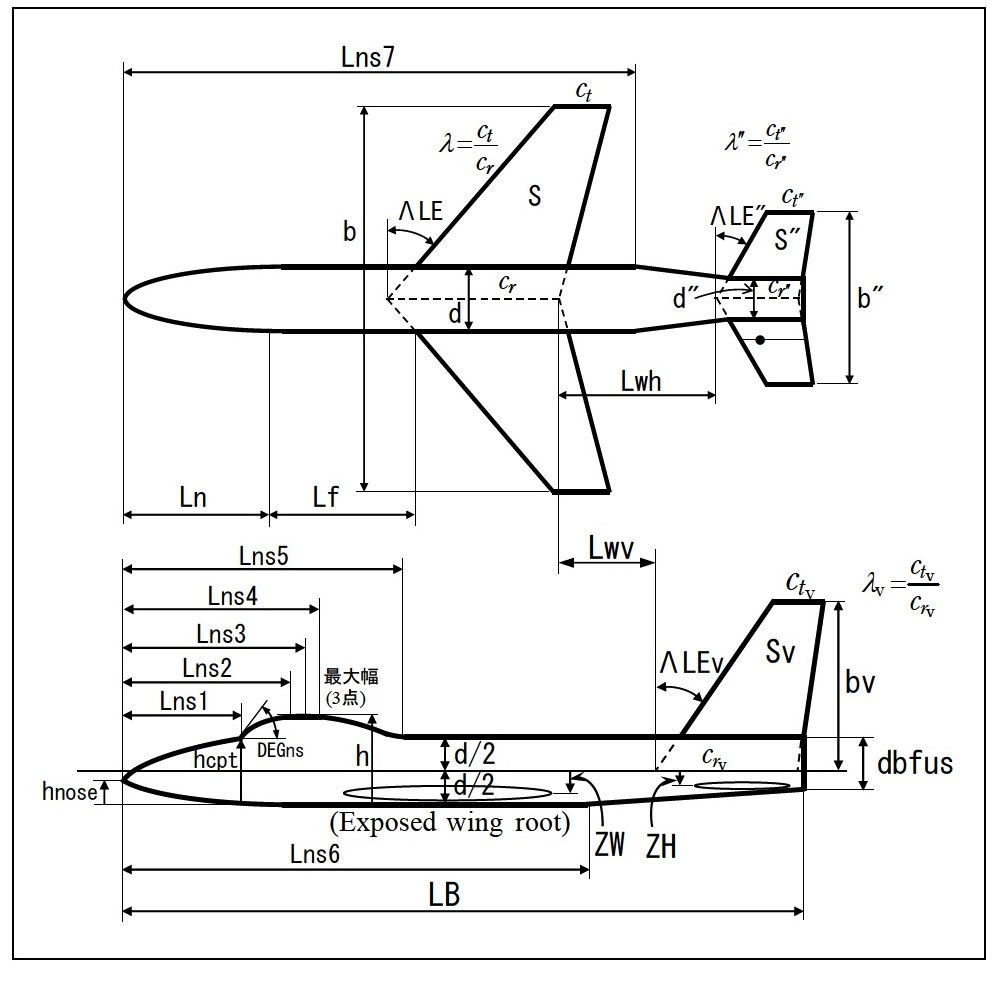 Lns7
c_t
λ=c_t/c_r
λ″=c_t″/c_r″
c_t″
ΛLE
S
ΛLE″
S″
b
c_r
d
d″
c_r″
b″
Lwh
Ln
Lf
Lns5
Lwv
Lns4
c_tv
λv=c_tv/c_rv
Lns3
Lns2
最大幅
(3点)
ΛLEv
Sv
bv
Lns1
hcpt
DEGns
h
d/2
c_rv
dbfus
hnose
d/2
(Exposed wing root)
ZW
ZH
Lns6
LB